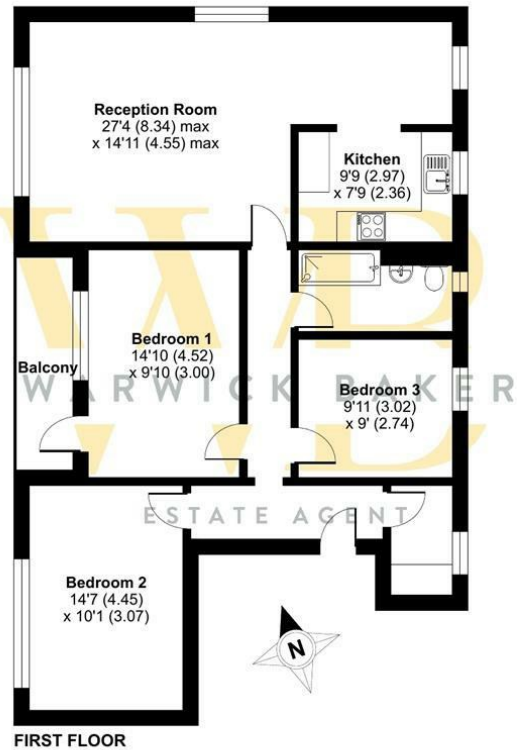 Reception Room
27'4 (8.34) max
x 14'11 (4.55) max
Kitchen
9'9 (2.97)
x 7'9 (2.36)
Bedroom 1
14'10 (4.52)
x 9'10 (3.00)
Balcony
WARWICK BAKER
Bedroom 3
9'11 (3.02)
x 9' (2.74)
ESTATE AGENT
Bedroom 2
14'7 (4.45)
x 10'1 (3.07)
N
FIRST FLOOR